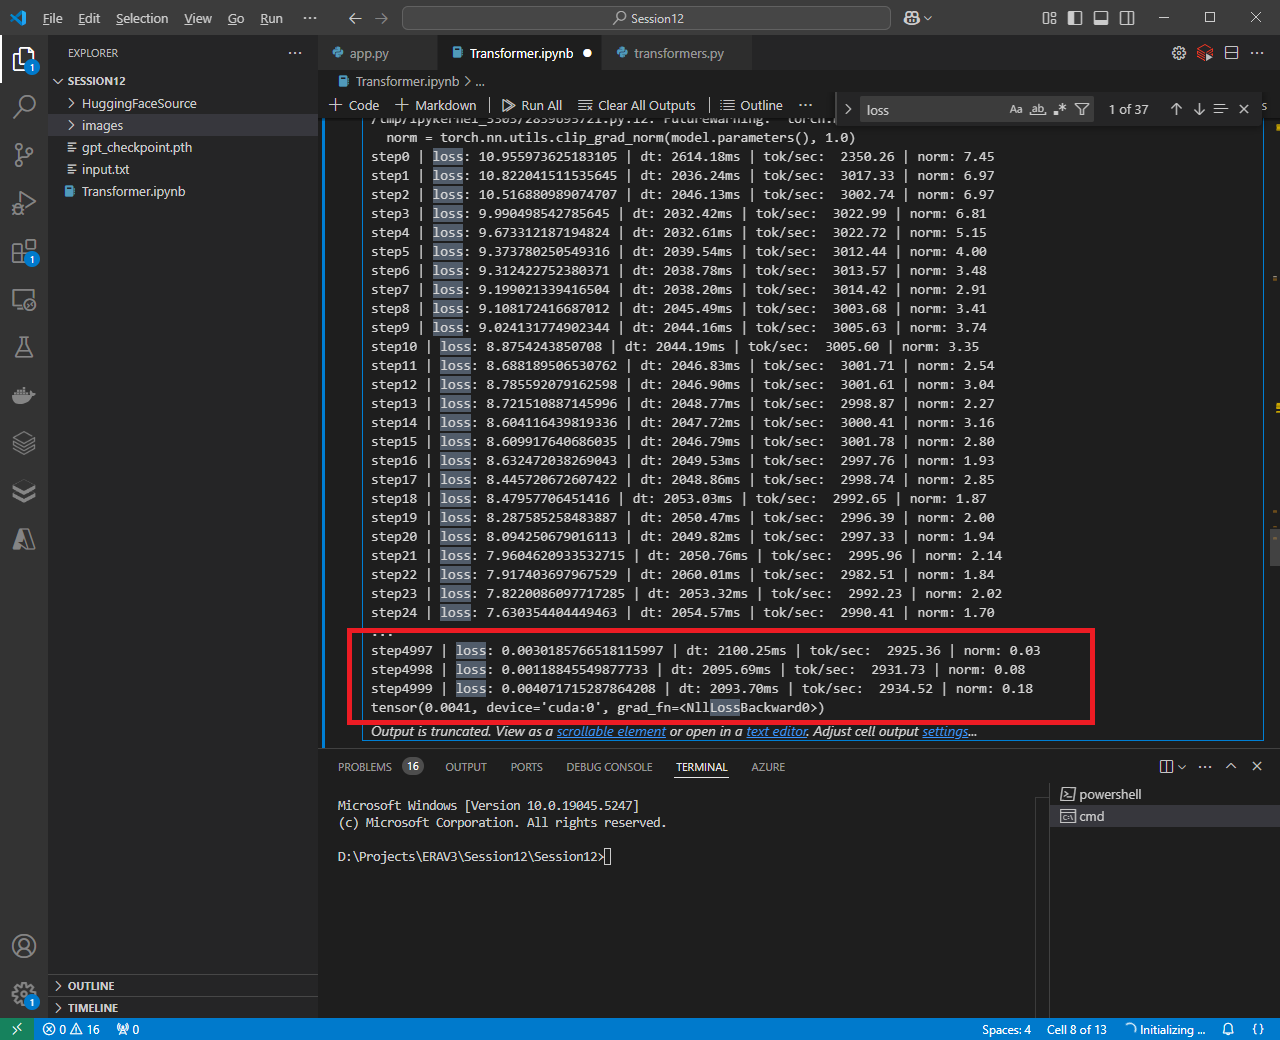 File Edit Selection View Go Run ··· Session12
EXPLORER ···
SESSION12
HuggingFaceSource
images
gpt_checkpoint.pth
input.txt
Transformer.ipynb
OUTLINE
TIMELINE
app.py Transformer.ipynb transformers.py ···
Transformer.ipynb > ...
Code Markdown Run All Clear All Outputs Outline ···
loss Aa ab .* 1 of 37
norm = torch.nn.utils.clip_grad_norm(model.parameters(), 1.0)
step0 | loss: 10.955973625183105 | dt: 2614.18ms | tok/sec: 2350.26 | norm: 7.45
step1 | loss: 10.822041511535645 | dt: 2036.24ms | tok/sec: 3017.33 | norm: 6.97
step2 | loss: 10.516880989074707 | dt: 2046.13ms | tok/sec: 3002.74 | norm: 6.97
step3 | loss: 9.990498542785645 | dt: 2032.42ms | tok/sec: 3022.99 | norm: 6.81
step4 | loss: 9.673312187194824 | dt: 2032.61ms | tok/sec: 3022.72 | norm: 5.15
step5 | loss: 9.373780250549316 | dt: 2039.54ms | tok/sec: 3012.44 | norm: 4.00
step6 | loss: 9.312422752380371 | dt: 2038.78ms | tok/sec: 3013.57 | norm: 3.48
step7 | loss: 9.199021339416504 | dt: 2038.20ms | tok/sec: 3014.42 | norm: 2.91
step8 | loss: 9.108172416687012 | dt: 2045.49ms | tok/sec: 3003.68 | norm: 3.41
step9 | loss: 9.024131774902344 | dt: 2044.16ms | tok/sec: 3005.63 | norm: 3.74
step10 | loss: 8.8754243850708 | dt: 2044.19ms | tok/sec: 3005.60 | norm: 3.35
step11 | loss: 8.688189506530762 | dt: 2046.83ms | tok/sec: 3001.71 | norm: 2.54
step12 | loss: 8.785592079162598 | dt: 2046.90ms | tok/sec: 3001.61 | norm: 3.04
step13 | loss: 8.721510887145996 | dt: 2048.77ms | tok/sec: 2998.87 | norm: 2.27
step14 | loss: 8.604116439819336 | dt: 2047.72ms | tok/sec: 3000.41 | norm: 3.16
step15 | loss: 8.609917640686035 | dt: 2046.79ms | tok/sec: 3001.78 | norm: 2.80
step16 | loss: 8.632472038269043 | dt: 2049.53ms | tok/sec: 2997.76 | norm: 1.93
step17 | loss: 8.445720672607422 | dt: 2048.86ms | tok/sec: 2998.74 | norm: 2.85
step18 | loss: 8.47957706451416 | dt: 2053.03ms | tok/sec: 2992.65 | norm: 1.87
step19 | loss: 8.287585258483887 | dt: 2050.47ms | tok/sec: 2996.39 | norm: 2.00
step20 | loss: 8.094250679016113 | dt: 2049.82ms | tok/sec: 2997.33 | norm: 1.94
step21 | loss: 7.9604620933532715 | dt: 2050.76ms | tok/sec: 2995.96 | norm: 2.14
step22 | loss: 7.917403697967529 | dt: 2060.01ms | tok/sec: 2982.51 | norm: 1.84
step23 | loss: 7.8220086097717285 | dt: 2053.32ms | tok/sec: 2992.23 | norm: 2.02
step24 | loss: 7.630354404449463 | dt: 2054.57ms | tok/sec: 2990.41 | norm: 1.70
...
step4997 | loss: 0.0030185766518115997 | dt: 2100.25ms | tok/sec: 2925.36 | norm: 0.03
step4998 | loss: 0.00118845549877733 | dt: 2095.69ms | tok/sec: 2931.73 | norm: 0.08
step4999 | loss: 0.004071715287864208 | dt: 2093.70ms | tok/sec: 2934.52 | norm: 0.18
tensor(0.0041, device='cuda:0', grad_fn=<NllLossBackward0>)
Output is truncated. View as a scrollable element or open in a text editor. Adjust cell output settings...
PROBLEMS 16 OUTPUT PORTS DEBUG CONSOLE TERMINAL AZURE ···
Microsoft Windows [Version 10.0.19045.5247]
(c) Microsoft Corporation. All rights reserved.
D:\Projects\ERAV3\Session12\Session12>
powershell
cmd
0 16 0 Spaces: 4 Cell 8 of 13 Initializing ...